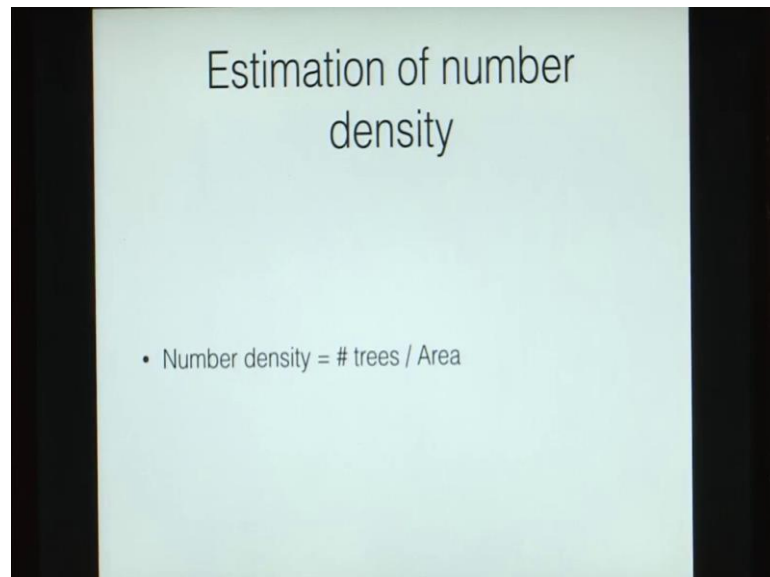 Estimation of number
density
• Number density = # trees / Area